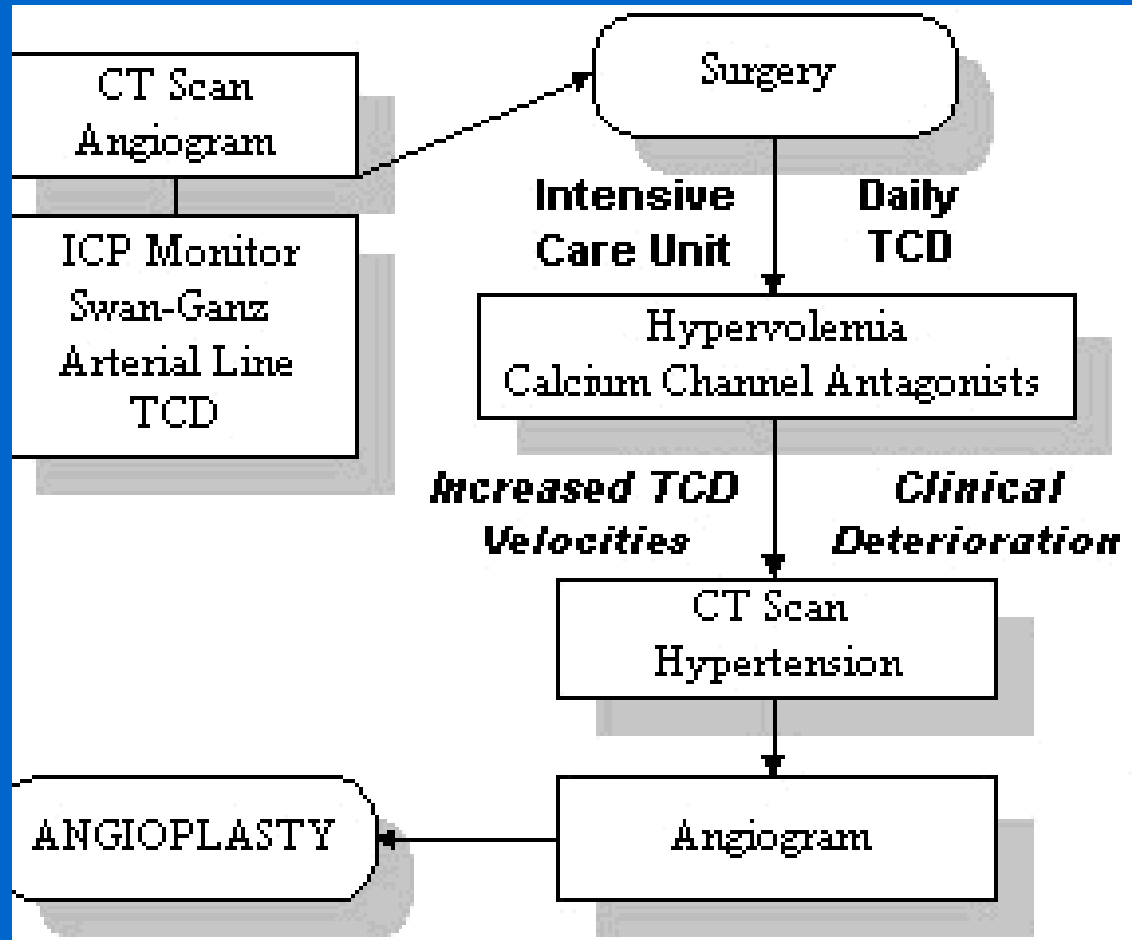 CT Scan
Angiogram
ICP Monitor
Swan-Ganz
Arterial Line
TCD
Surgery
Intensive
Care Unit
Daily
TCD
Hypervolemia
Calcium Channel Antagonists
Increased TCD
Velocities
Clinical
Deterioration
CT Scan
Hypertension
Angiogram
ANGIOPLASTY